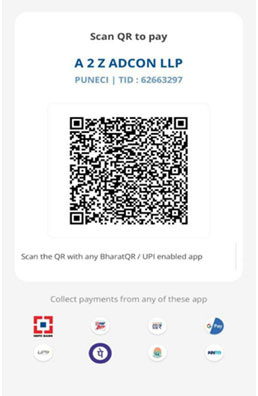 Scan QR to pay
A 2 Z ADCON LLP
PUNECI | TID : 62663297
Scan the QR with any BharatQR / UPI enabled app
Collect payments from any of these app
HDFC BANK
G Pay
UPI
paytm